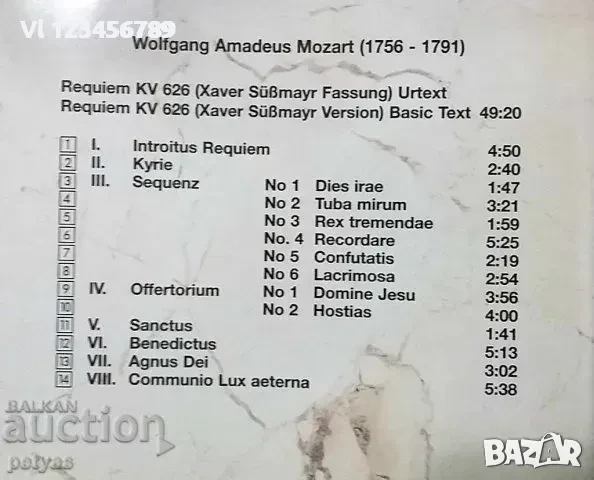 Vl 123456789
Wolfgang Amadeus Mozart (1756 - 1791)
Requiem KV 626 (Xaver Süßmayr Fassung) Urtext
Requiem KV 626 (Xaver Süßmayr Version) Basic Text 49:20
1 I. Introitus Requiem 4:50
2 II. Kyrie 2:40
3 III. Sequenz No 1 Dies irae 1:47
4 No 2 Tuba mirum 3:21
5 No 3 Rex tremendae 1:59
6 No. 4 Recordare 5:25
7 No 5 Confutatis 2:19
8 No 6 Lacrimosa 2:54
9 IV. Offertorium No 1 Domine Jesu 3:56
10 No 2 Hostias 4:00
11 V. Sanctus 1:41
12 VI. Benedictus 5:13
13 VII. Agnus Dei 3:02
14 VIII. Communio Lux aeterna 5:38
BALKAN
auction
petyas
BAZAR